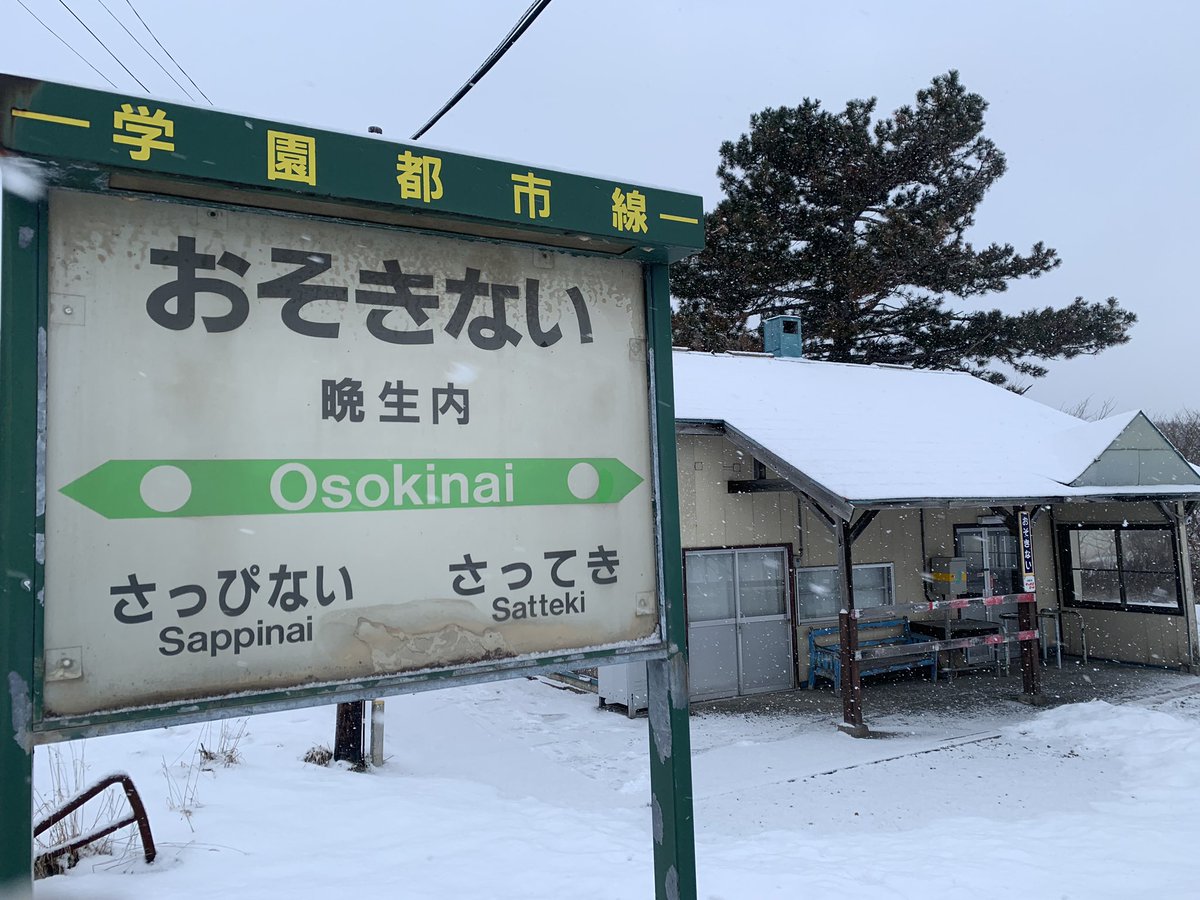 学園都市線
おそきない
晩生内
Osokinai
さっぴない
Sappinai
さってき
Satteki
おそきない